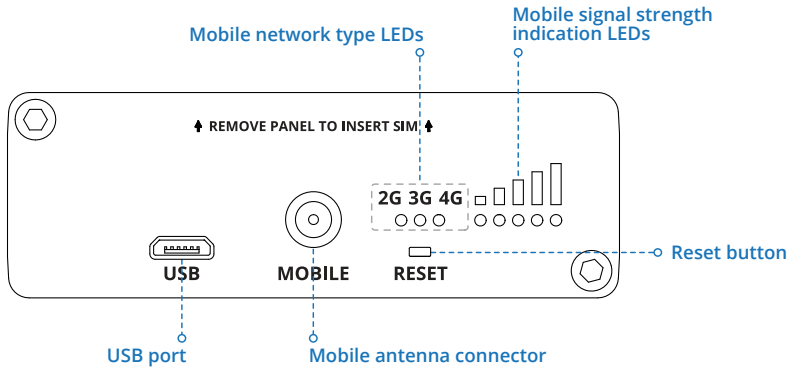 Mobile network type LEDs
Mobile signal strength
indication LEDs
REMOVE PANEL TO INSERT SIM
2G 3G 4G
USB
MOBILE
RESET
Reset button
USB port
Mobile antenna connector